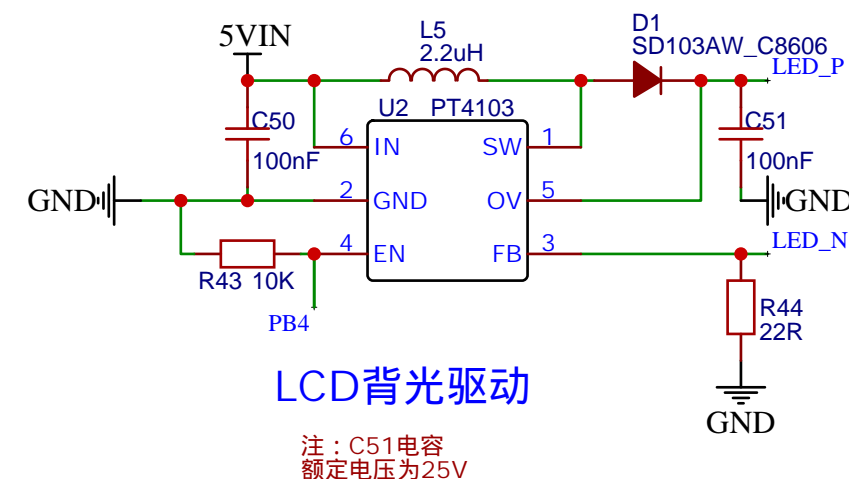 5VIN
L5
2.2uH
D1
SD103AW_C8606
LED_P
C50
100nF
U2 PT4103
6 IN SW 1
2 GND OV 5
4 EN FB 3
C51
100nF
GND
GND
LED_N
R43 10K
PB4
R44
22R
GND
LCD背光驱动
注：C51电容
额定电压为25V